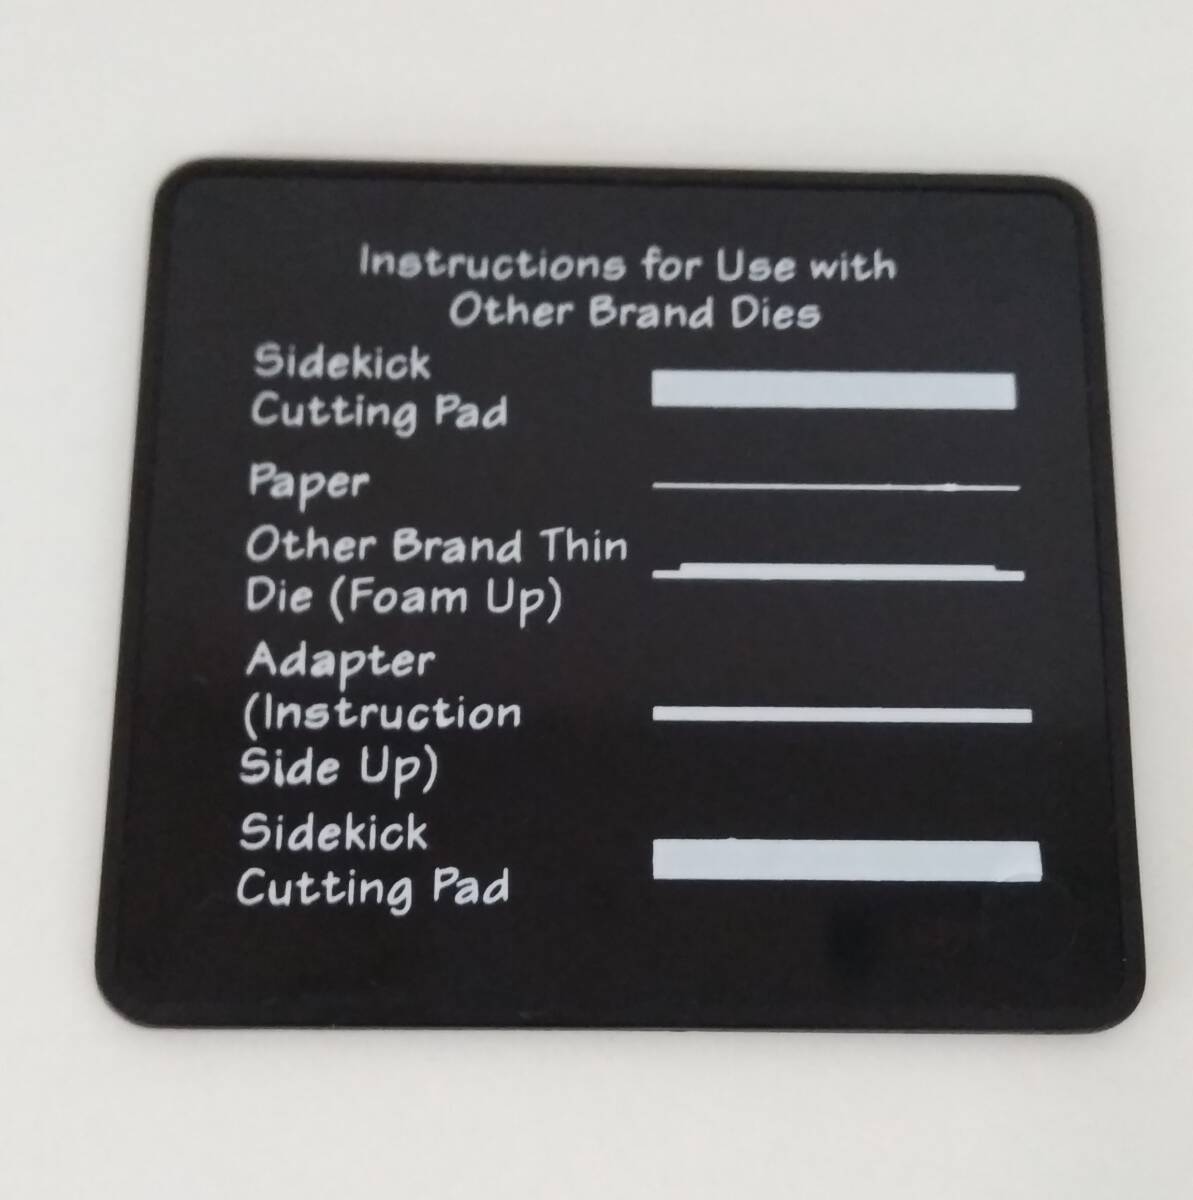 Instructions for Use with
Other Brand Dies
Sidekick
Cutting Pad
Paper
Other Brand Thin
Die (Foam Up)
Adapter
(Instruction
Side Up)
Sidekick
Cutting Pad